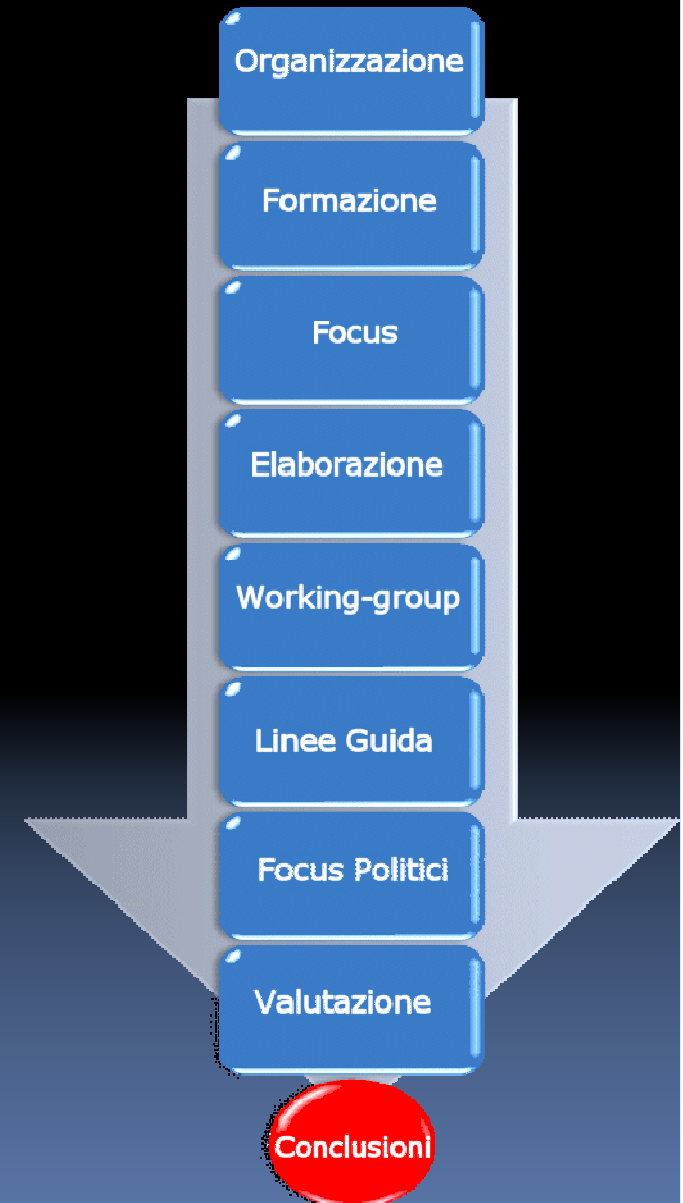 Organizzazione
Formazione
Focus
Elaborazione
Working-group
Linee Guida
Focus Politici
Valutazione
Conclusioni